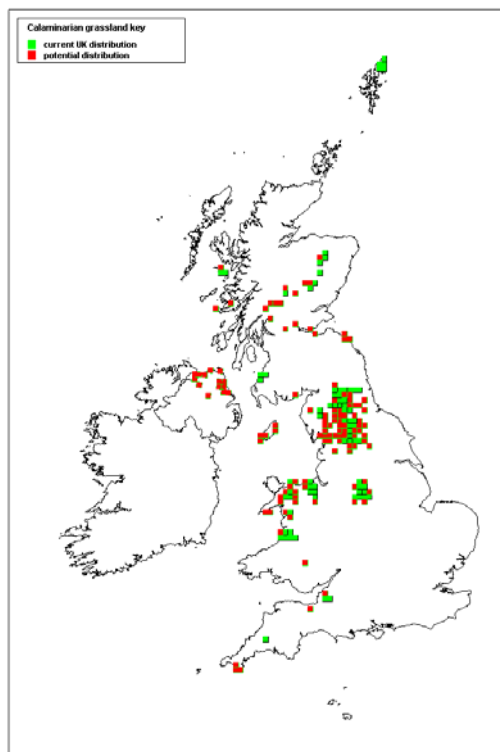 Calaminarian grassland key
current UK distribution
potential distribution